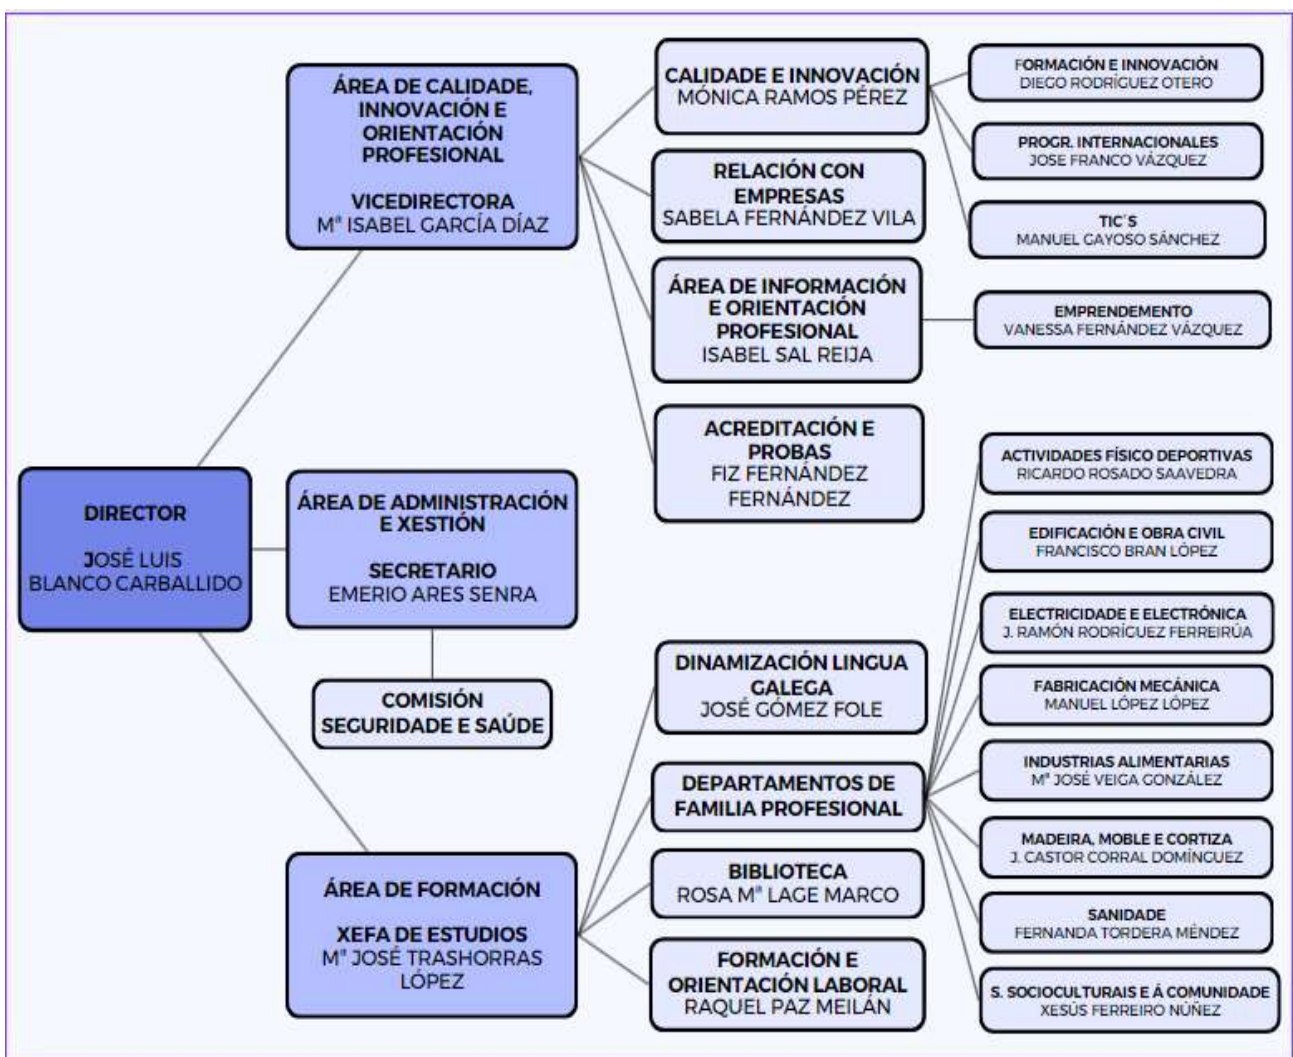 ÁREA DE CALIDADE,
INNOVACIÓN E
ORIENTACIÓN
PROFESIONAL
VICEDIRECTORA
Mª ISABEL GARCÍA DÍAZ
CALIDADE E INNOVACIÓN
MÓNICA RAMOS PÉREZ
FORMACIÓN E INNOVACIÓN
DIEGO RODRÍGUEZ OTERO
PROGR. INTERNACIONALES
JOSE FRANCO VÁZQUEZ
TIC´S
MANUEL GAYOSO SÁNCHEZ
RELACIÓN CON
EMPRESAS
SABELA FERNÁNDEZ VILA
ÁREA DE INFORMACIÓN
E ORIENTACIÓN
PROFESIONAL
ISABEL SAL REIJA
EMPRENDEMENTO
VANESSA FERNÁNDEZ VÁZQUEZ
ACREDITACIÓN E
PROBAS
FIZ FERNÁNDEZ
FERNÁNDEZ
DIRECTOR
JOSÉ LUIS
BLANCO CARBALLIDO
ÁREA DE ADMINISTRACIÓN
E XESTIÓN
SECRETARIO
EMERIO ARES SENRA
COMISIÓN
SEGURIDADE E SAÚDE
ÁREA DE FORMACIÓN
XEFA DE ESTUDIOS
Mª JOSÉ TRASHORRAS
LÓPEZ
DINAMIZACIÓN LINGUA
GALEGA
JOSÉ GÓMEZ FOLE
DEPARTAMENTOS DE
FAMILIA PROFESIONAL
ACTIVIDADES FÍSICO DEPORTIVAS
RICARDO ROSADO SAAVEDRA
EDIFICACIÓN E OBRA CIVIL
FRANCISCO BRAN LÓPEZ
ELECTRICIDADE E ELECTRÓNICA
J. RAMÓN RODRÍGUEZ FERREIRÚA
FABRICACIÓN MECÁNICA
MANUEL LÓPEZ LÓPEZ
INDUSTRIAS ALIMENTARIAS
Mª JOSÉ VEIGA GONZÁLEZ
MADEIRA, MOBLE E CORTIZA
J. CASTOR CORRAL DOMÍNGUEZ
SANIDADE
FERNANDA TORDERA MÉNDEZ
S. SOCIOCULTURAIS E Á COMUNIDADE
XESÚS FERREIRO NÚÑEZ
BIBLIOTECA
ROSA Mª LAGE MARCO
FORMACIÓN E
ORIENTACIÓN LABORAL
RAQUEL PAZ MEILÁN